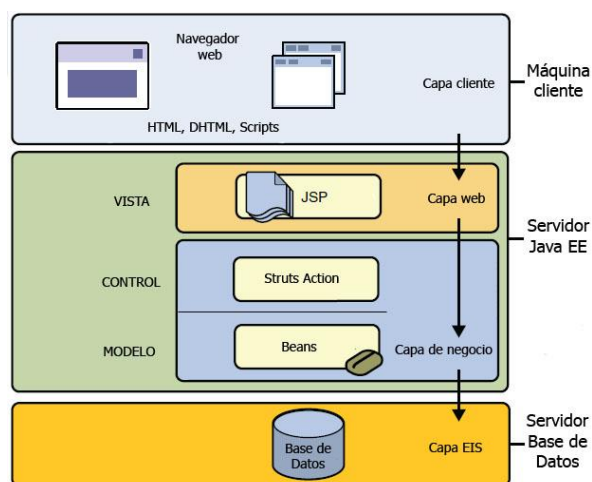 Navegador
web
Capa cliente
HTML, DHTML, Scripts
Máquina
cliente
VISTA
JSP
Capa web
CONTROL
Struts Action
MODELO
Beans
Capa de negocio
Servidor
Java EE
Base de
Datos
Capa EIS
Servidor
Base de
Datos